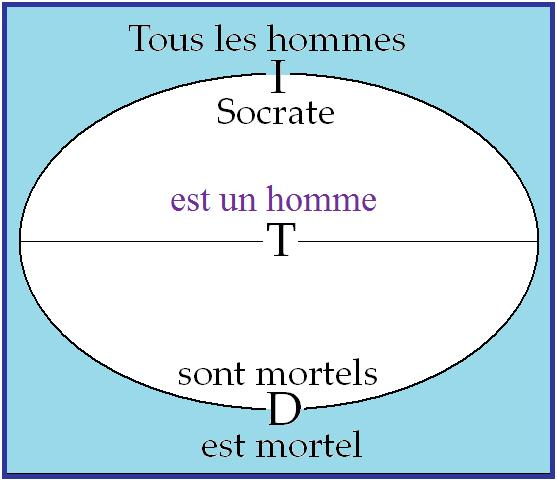 Tous les hommes
I
Socrate
est un homme
T
sont mortels
D
est mortel